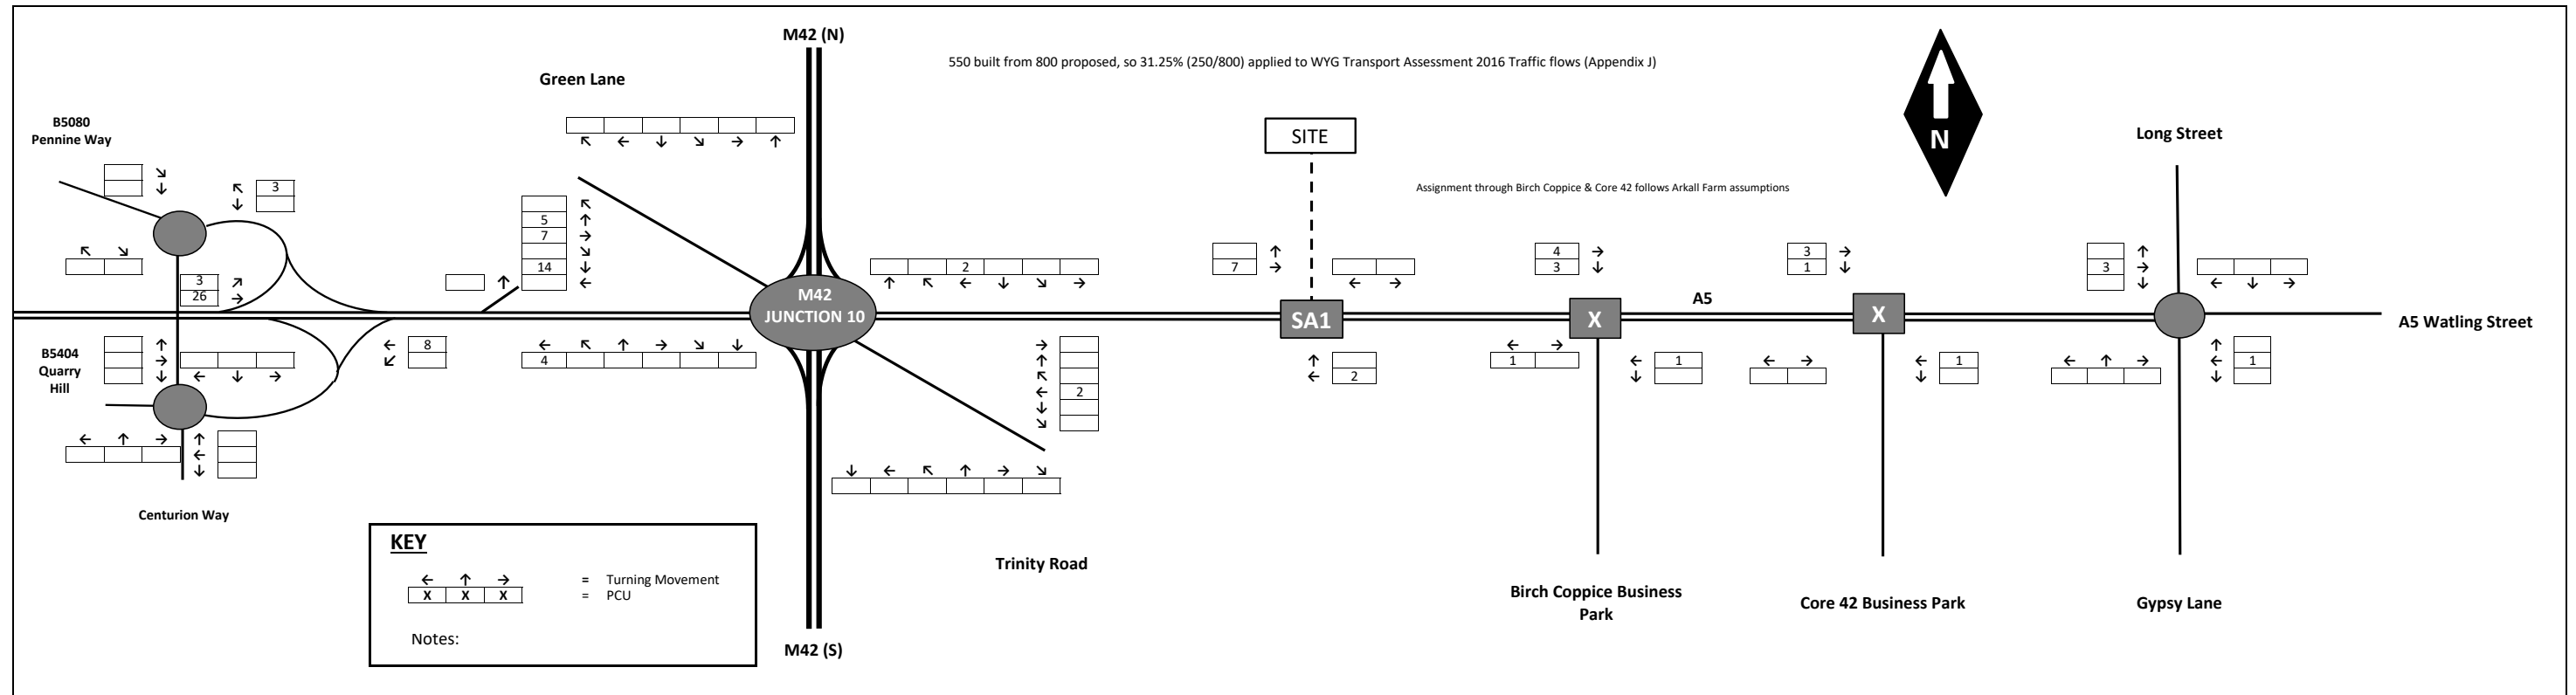 M42 (N)
550 built from 800 proposed, so 31.25% (250/800) applied to WYG Transport Assessment 2016 Traffic flows (Appendix J)
Green Lane
B5080
Pennine Way
SITE
N
Long Street
Assignment through Birch Coppice & Core 42 follows Arkall Farm assumptions
3
5
7
14
3
26
2
7
4
3
3
1
3
M42
JUNCTION 10
SA1
X
A5
X
A5 Watling Street
B5404
Quarry
Hill
8
4
2
2
1
1
1
1
Centurion Way
KEY
← ↑ → = Turning Movement
X X X = PCU
Notes:
Trinity Road
Birch Coppice Business
Park
Core 42 Business Park
Gypsy Lane
M42 (S)